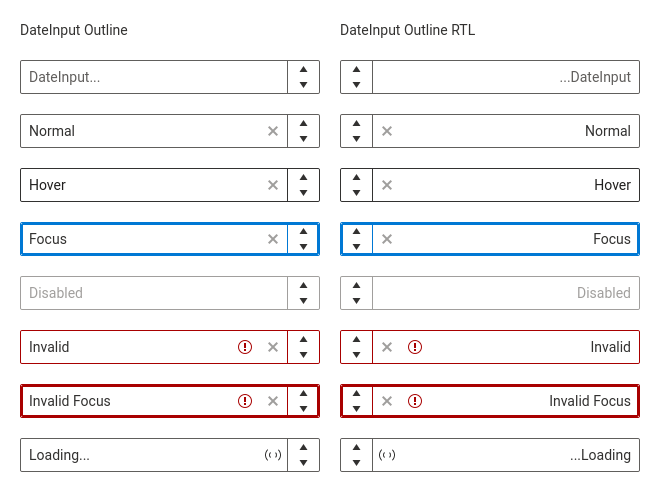 DateInput Outline
DateInput Outline RTL
DateInput...
...DateInput
Normal
Normal
Hover
Hover
Focus
Focus
Disabled
Disabled
Invalid
Invalid
Invalid Focus
Invalid Focus
Loading...
...Loading